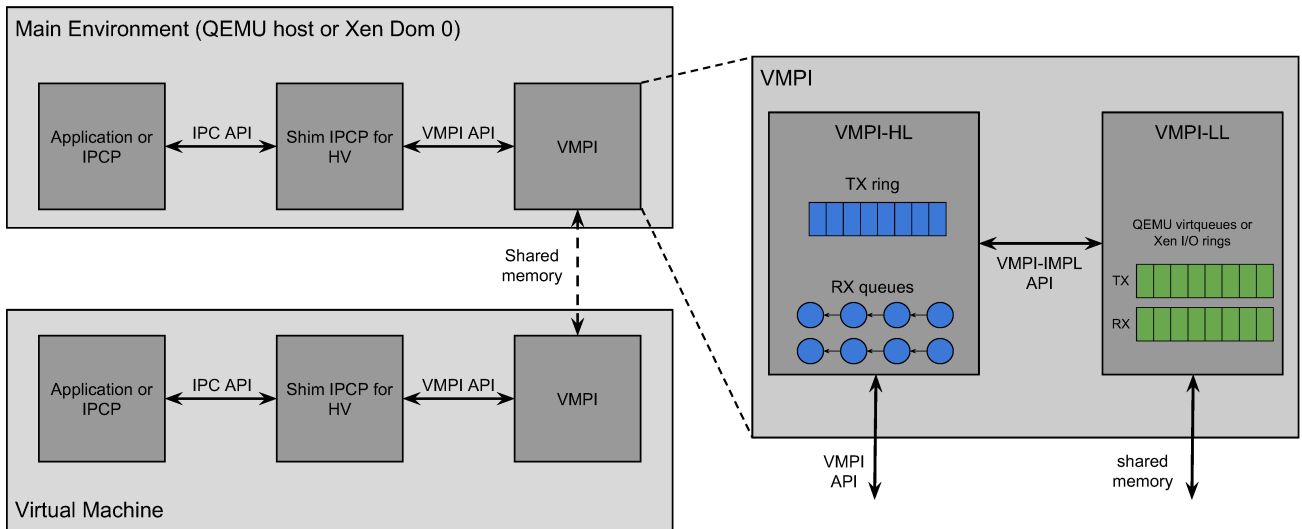 Main Environment (QEMU host or Xen Dom 0)
Application or
IPCP
IPC API
Shim IPCP for
HV
VMPI API
VMPI
Shared
memory
Application or
IPCP
IPC API
Shim IPCP for
HV
VMPI API
VMPI
Virtual Machine
VMPI
VMPI-HL
TX ring
RX queues
VMPI-IMPL
API
VMPI-LL
QEMU virtqueues or
Xen I/O rings
TX
RX
VMPI
API
shared
memory